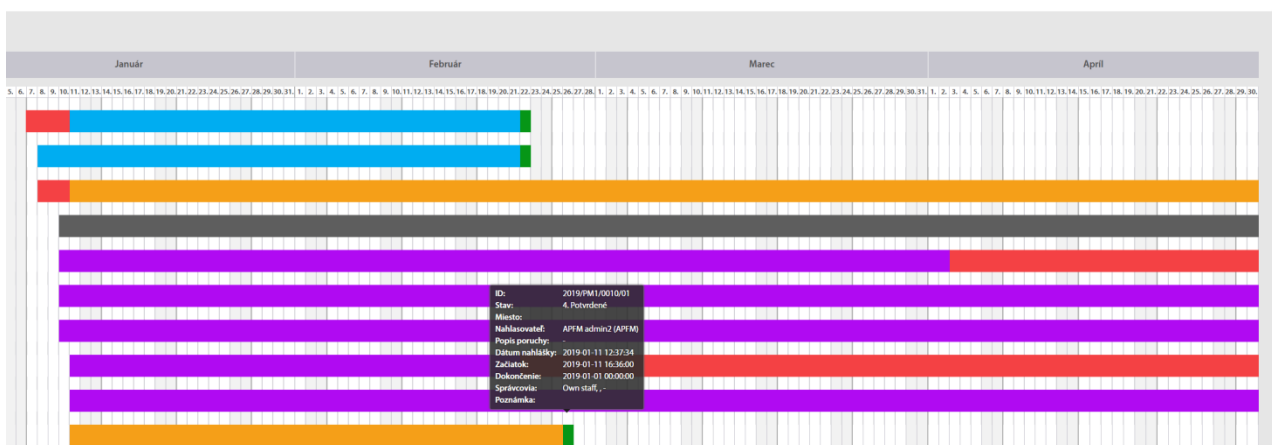 Január Február Marec Apríl
5. 6. 7. 8. 9. 10. 11. 12. 13. 14. 15. 16. 17. 18. 19. 20. 21. 22. 23. 24. 25. 26. 27. 28. 29. 30. 31. 1. 2. 3. 4. 5. 6. 7. 8. 9. 10. 11. 12. 13. 14. 15. 16. 17. 18. 19. 20. 21. 22. 23. 24. 25. 26. 27. 28. 1. 2. 3. 4. 5. 6. 7. 8. 9. 10. 11. 12. 13. 14. 15. 16. 17. 18. 19. 20. 21. 22. 23. 24. 25. 26. 27. 28. 29. 30. 31. 1. 2. 3. 4. 5. 6. 7. 8. 9. 10. 11. 12. 13. 14. 15. 16. 17. 18. 19. 20. 21. 22. 23. 24. 25. 26. 27. 28. 29. 30.
ID: 2019/PM1/0010/01
Stav: 4. Potvrdené
Miesto:
Nahlasovateľ: APFM admin2 (APFM)
Popis poruchy: -
Dátum nahlášky: 2019-01-11 12:37:34
Začiatok: 2019-01-11 16:36:00
Dokončenie: 2019-01-01 00:00:00
Správcovia: Own staff, , -
Poznámka: